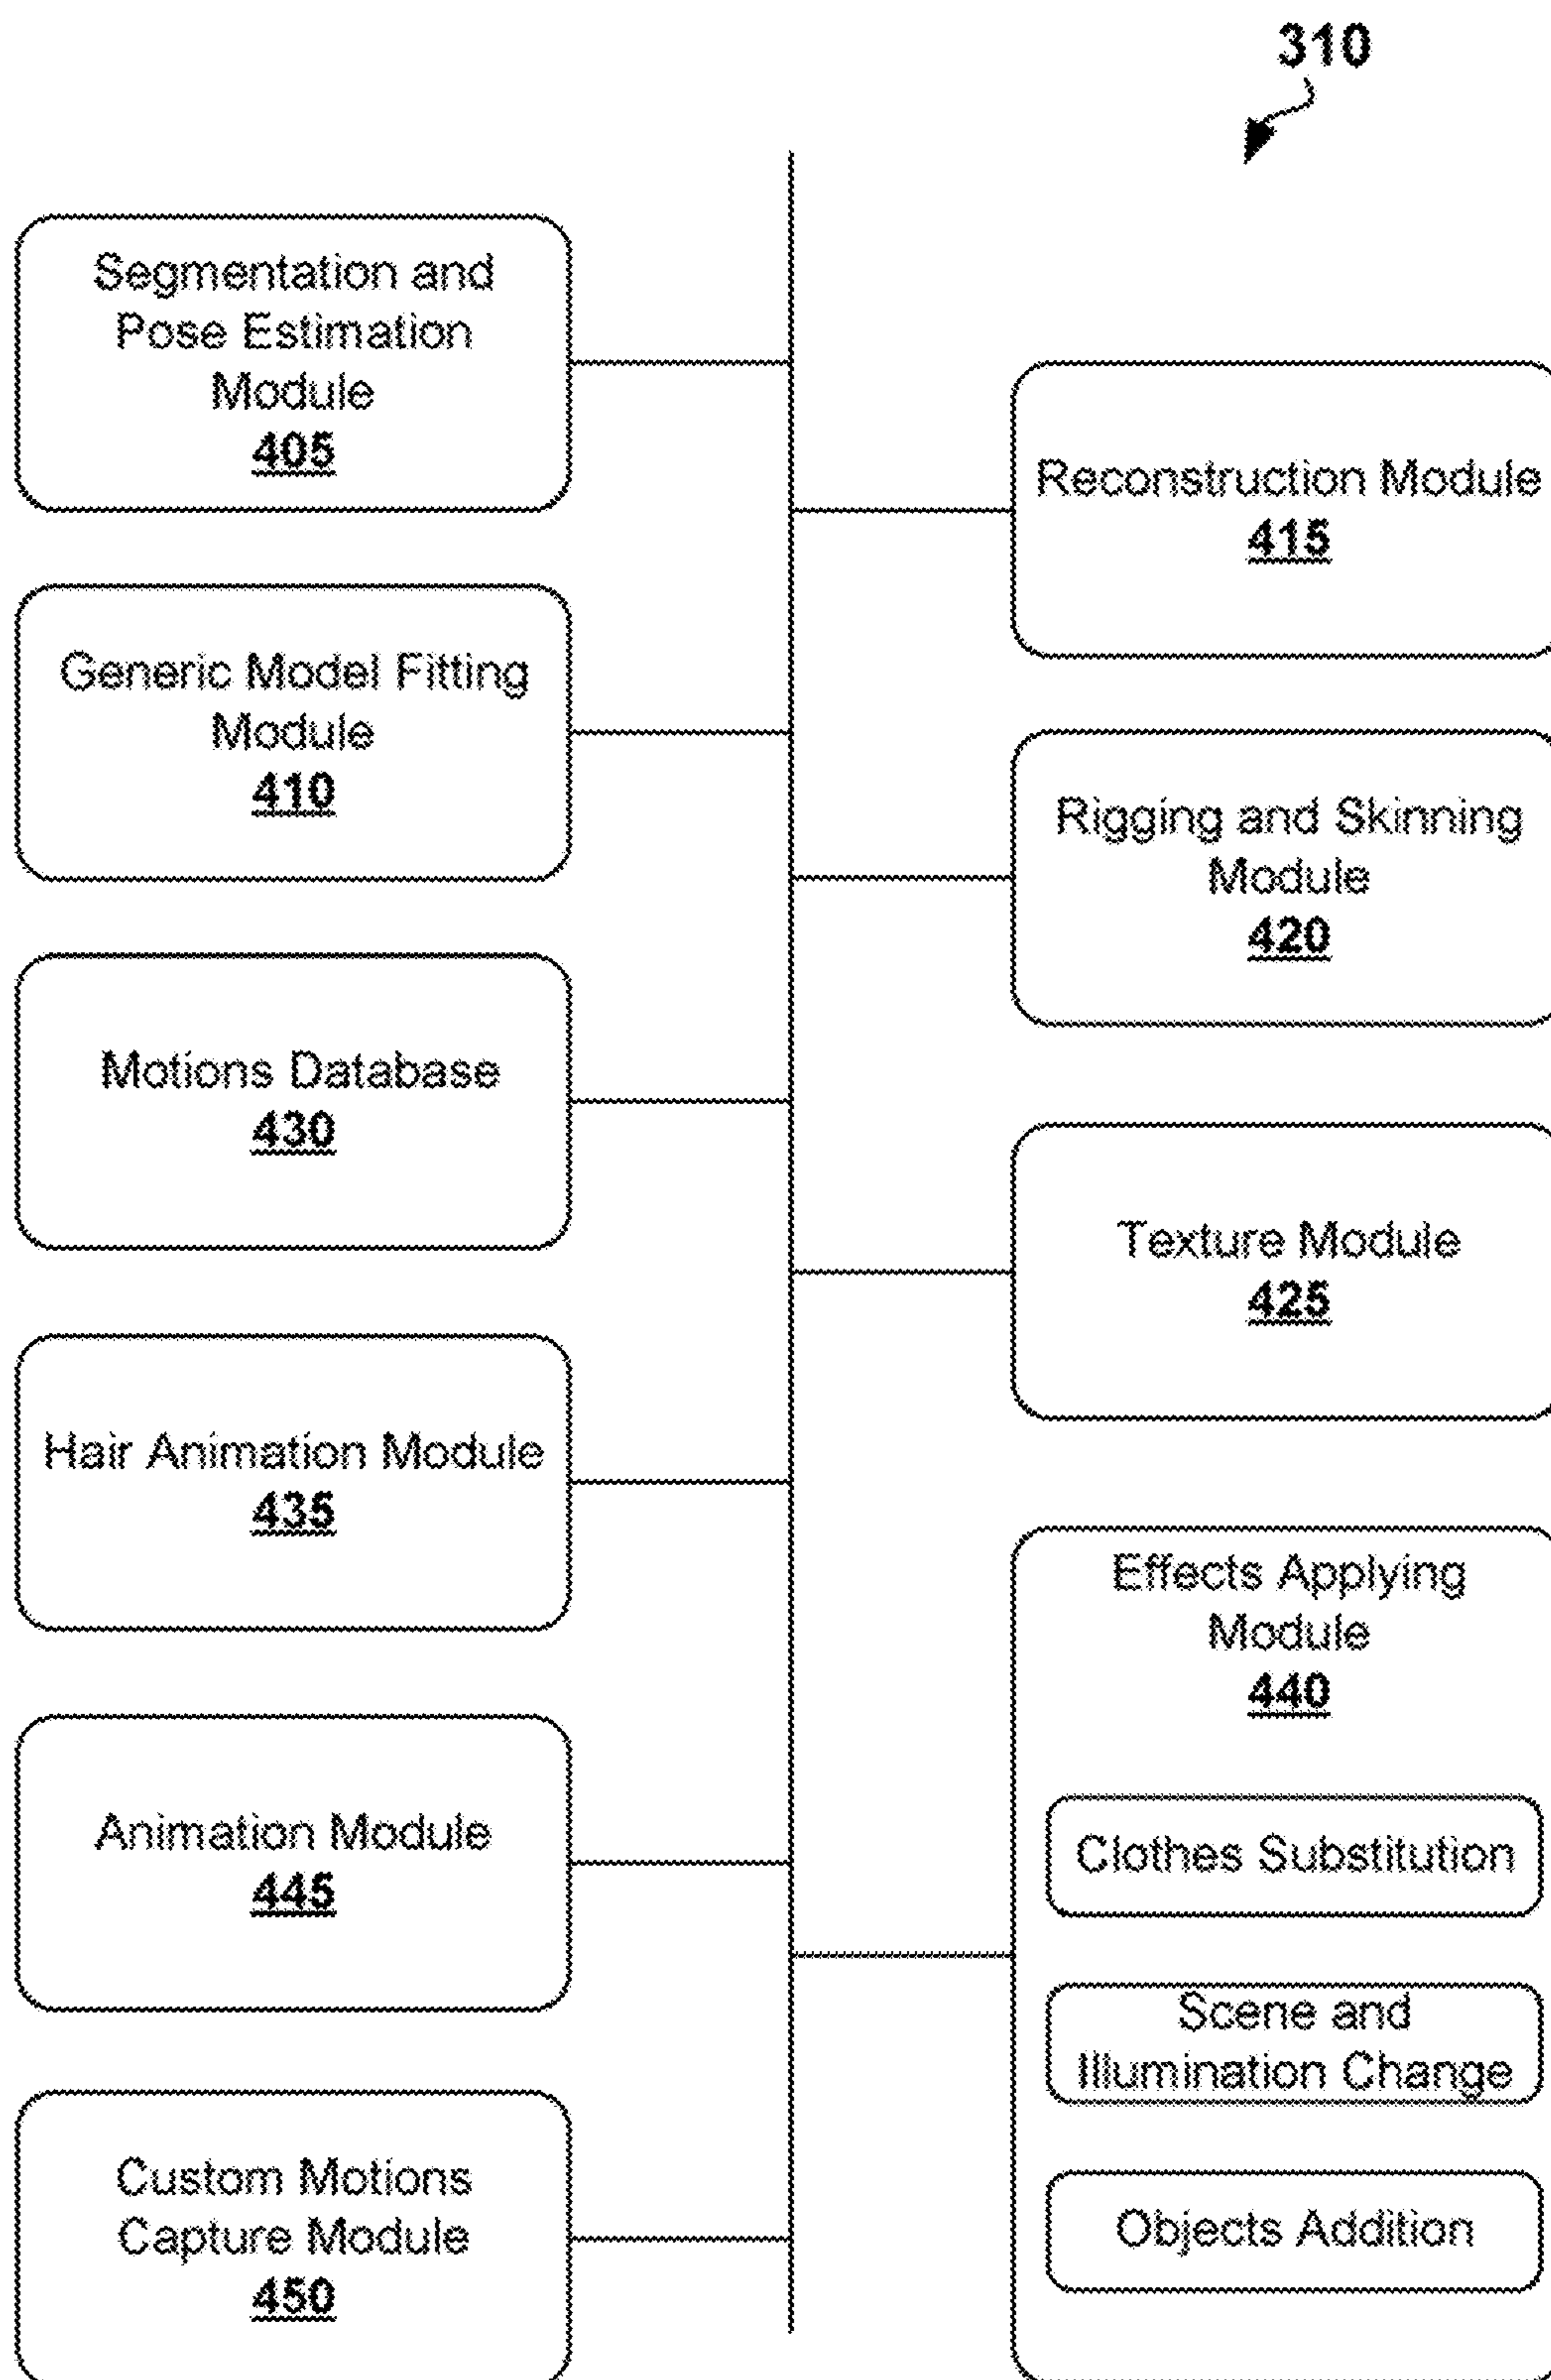 310
Segmentation and
Pose Estimation
Module
405
Generic Model Fitting
Module
410
Motions Database
430
Hair Animation Module
435
Animation Module
445
Custom Motions
Capture Module
450
Reconstruction Module
415
Rigging and Skinning
Module
420
Texture Module
425
Effects Applying
Module
440
Clothes Substitution
Scene and
Illumination Change
Objects Addition